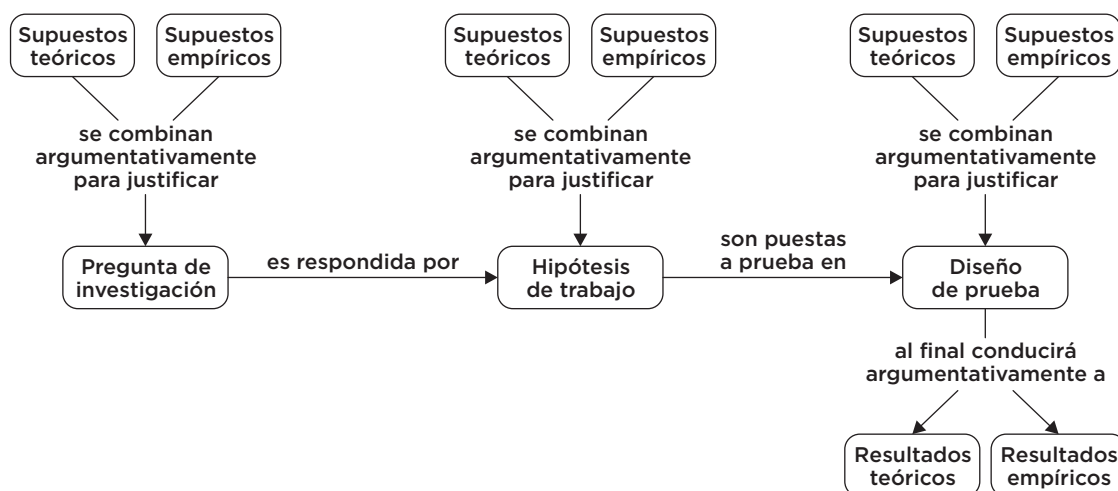 Supuestos
teóricos
Supuestos
empíricos
Supuestos
teóricos
Supuestos
empíricos
Supuestos
teóricos
Supuestos
empíricos
se combinan
argumentativamente
para justificar
se combinan
argumentativamente
para justificar
se combinan
argumentativamente
para justificar
Pregunta de
investigación
es respondida por
Hipótesis
de trabajo
son puestas
a prueba en
Diseño
de prueba
al final conducirá
argumentativamente a
Resultados
teóricos
Resultados
empíricos